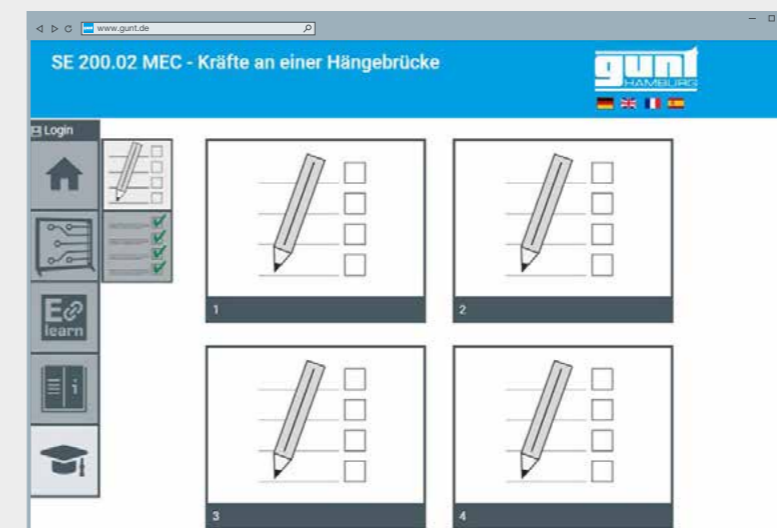 www.gunt.de
SE 200.02 MEC - Kräfte an einer Hängebrücke
gunt
HAMBURG
Login
E
learn
i
1
2
3
4